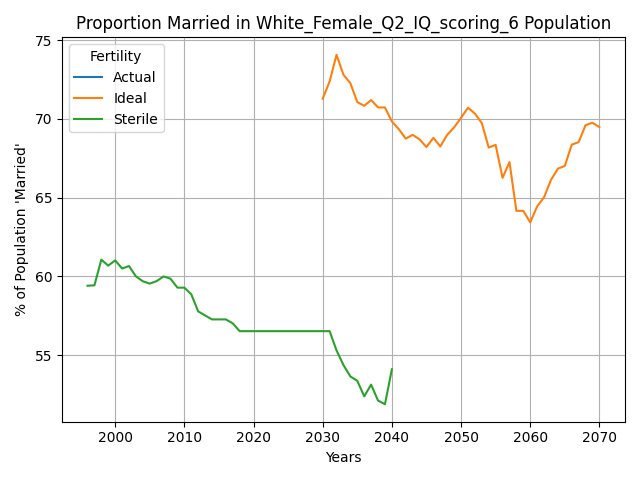 Proportion Married in White_Female_Q2_IQ_scoring_6 Population
Fertility
Actual
Ideal
Sterile
% of Population 'Married'
75
70
65
60
55
2000
2010
2020
2030
2040
2050
2060
2070
Years